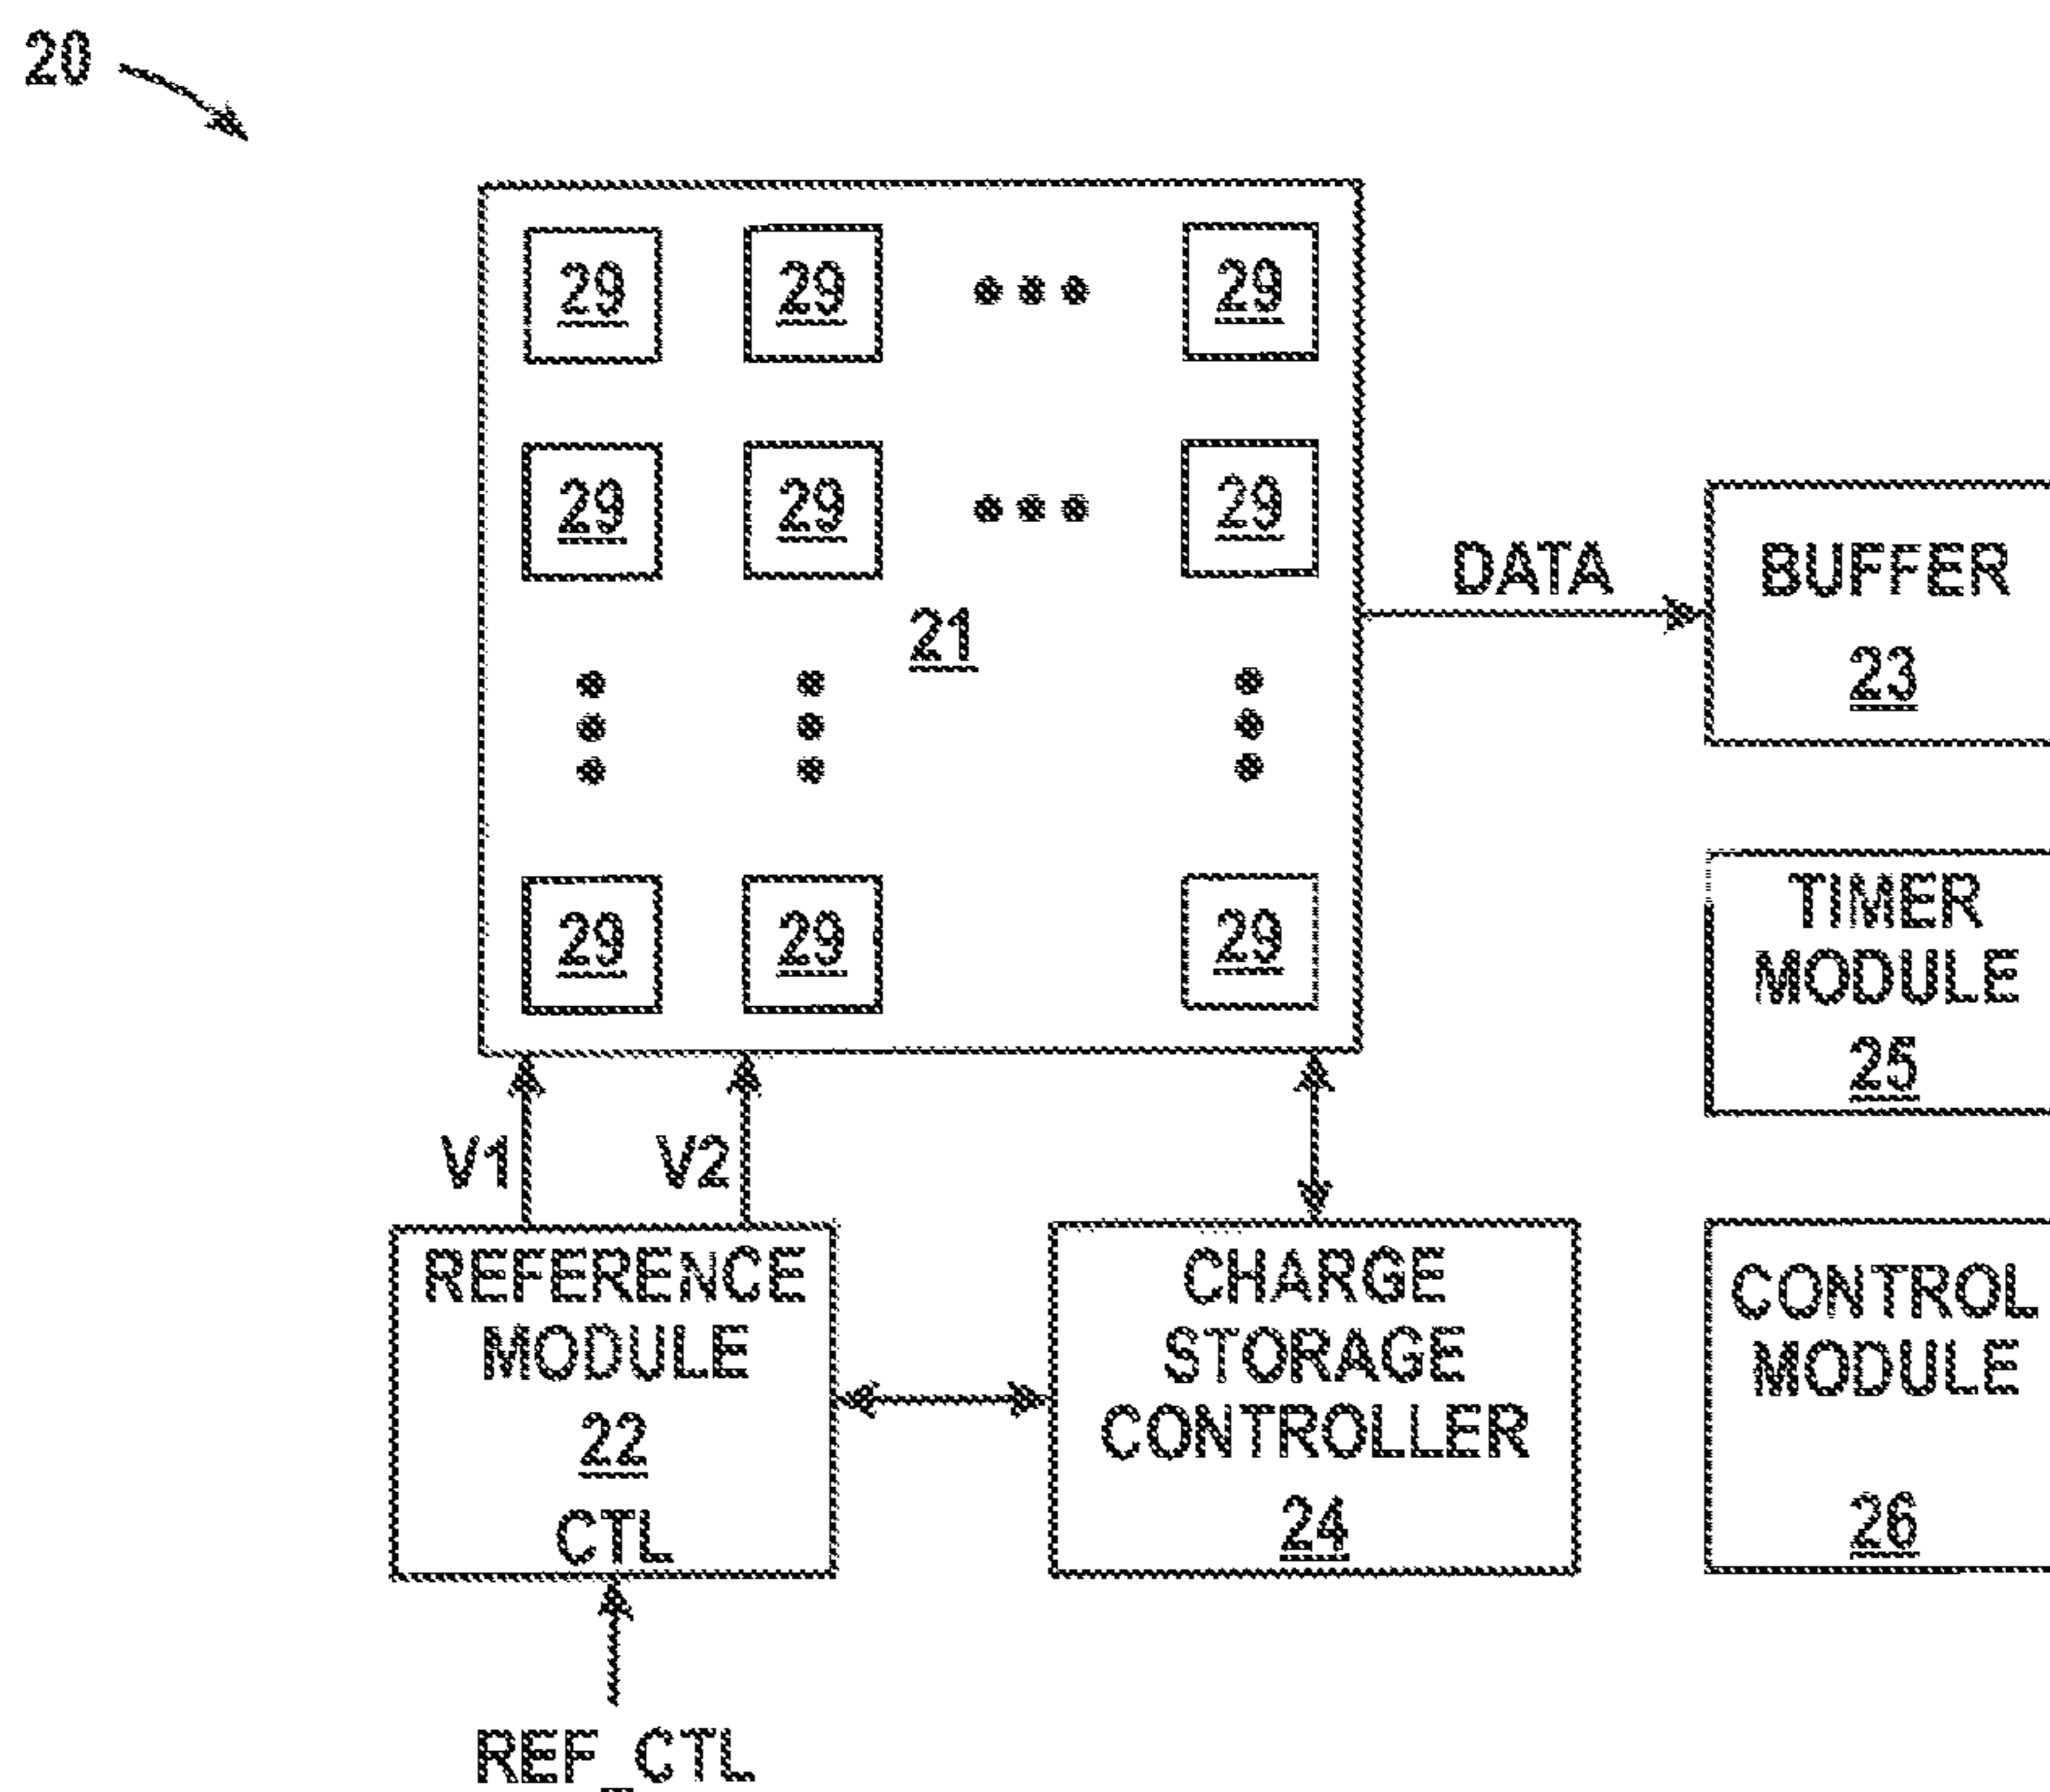 20
29 29 29
29 29 29
21
DATA
BUFFER
23
29 29 29
TIMER
MODULE
25
V1 V2
REFERENCE
MODULE
22
CTL
CHARGE
STORAGE
CONTROLLER
24
CONTROL
MODULE
26
REF_CTL